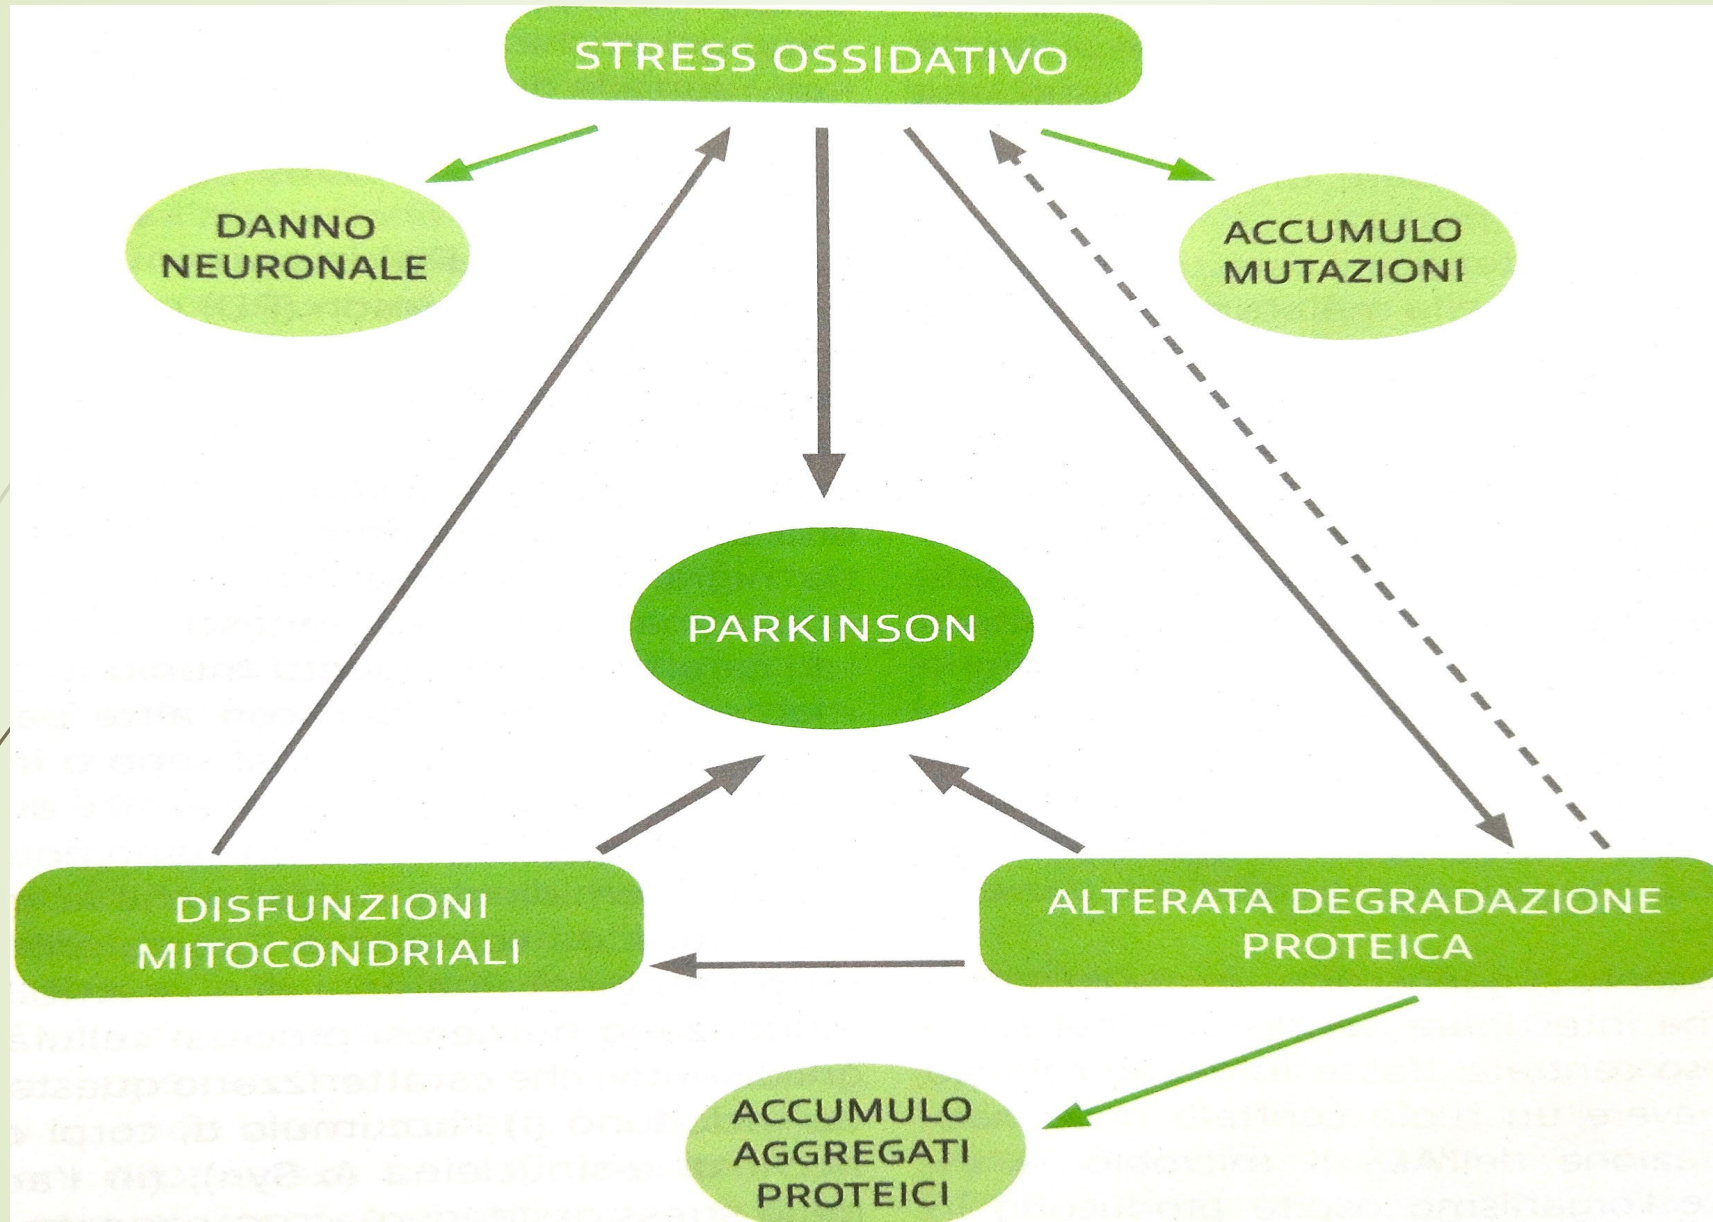 STRESS OSSIDATIVO
DANNO
NEURONALE
ACCUMULO
MUTAZIONI
PARKINSON
DISFUNZIONI
MITOCONDRIALI
ALTERATA DEGRADAZIONE
PROTEICA
ACCUMULO
AGGREGATI
PROTEICI